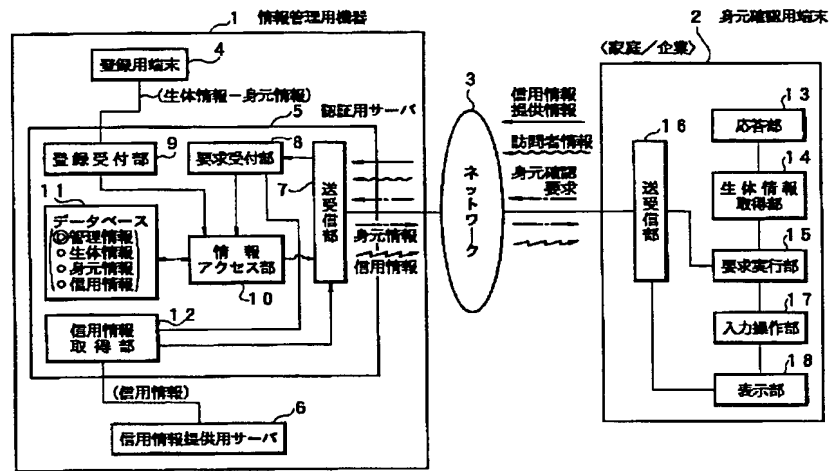 1 情報管理用機器
4
登録用端末
(生体情報-身元情報)
5 認証用サーバ
登録受付部
9
要求受付部
8
7
送受信部
11
データベース
◎管理情報
○生体情報
○身元情報
○信用情報
情報
アクセス部
10
身元情報
信用情報
12
信用情報
取得部
(信用情報)
6
信用情報提供用サーバ
3
ネットワーク
信用情報
提供情報
訪問者情報
身元確認
要求
2 身元確認用端末
〈家庭/企業〉
16
送受信部
13
応答部
14
生体情報
取得部
15
要求実行部
17
入力操作部
18
表示部